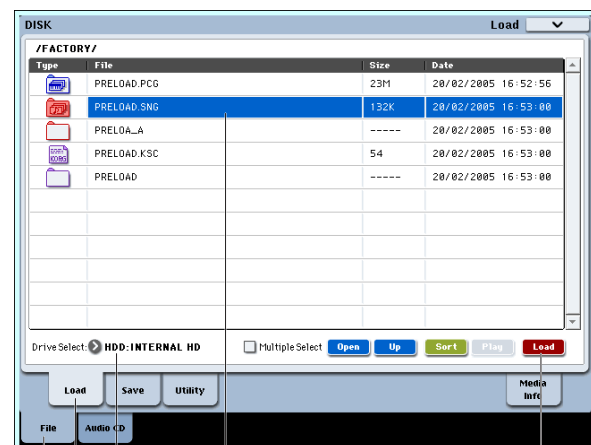 DISK Load
/FACTORY/
Type File Size Date
PRELOAD.PCG 23M 20/02/2005 16:52:56
PRELOAD.SNG 132K 20/02/2005 16:53:00
PRELOA_A ----- 20/02/2005 16:53:00
KORG PRELOAD.KSC 54 20/02/2005 16:53:00
PRELOAD ----- 20/02/2005 16:53:00
Drive Select: HDD:INTERNAL HD Multiple Select Open Up Sort Play Load
Load Save Utility Media Info
File Audio CD